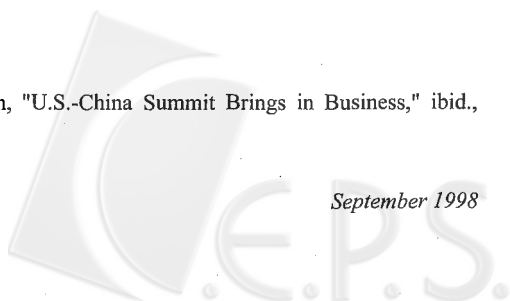 "U.S.-China Summit Brings in Business," ibid.,
September 1998
C.E.P.S.